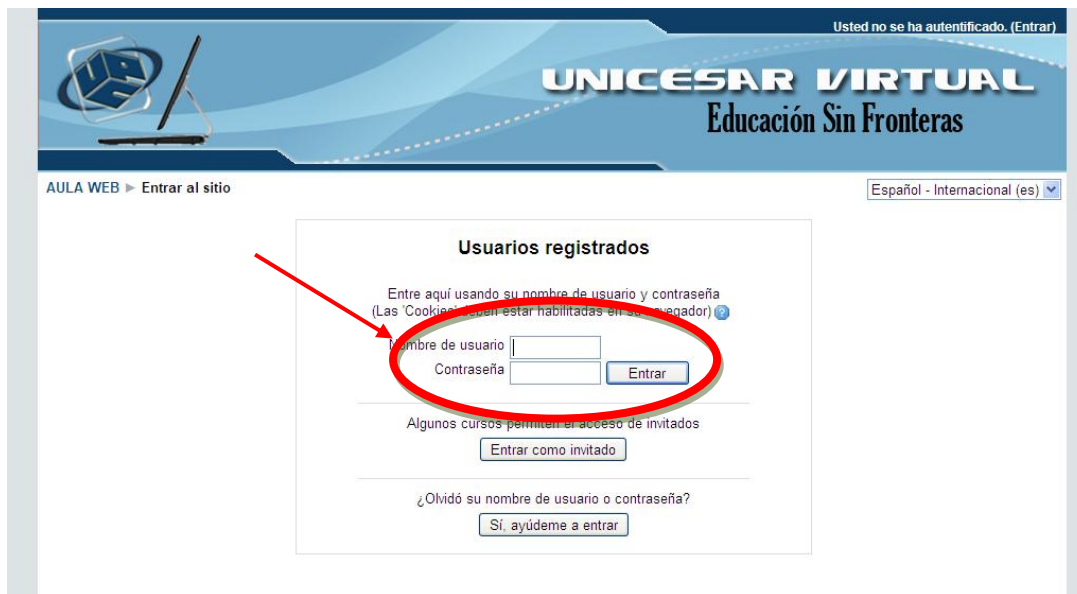 Usted no se ha autentificado. (Entrar)
UNICESAR VIRTUAL
Educación Sin Fronteras
AULA WEB ► Entrar al sitio
Español - Internacional (es)
Usuarios registrados
Entre aquí usando su nombre de usuario y contraseña
(Las 'Cookies' deben estar habilitadas en su navegador)
Nombre de usuario
Contraseña
Entrar
Algunos cursos permiten el acceso de invitados
Entrar como invitado
¿Olvidó su nombre de usuario o contraseña?
Sí, ayúdeme a entrar